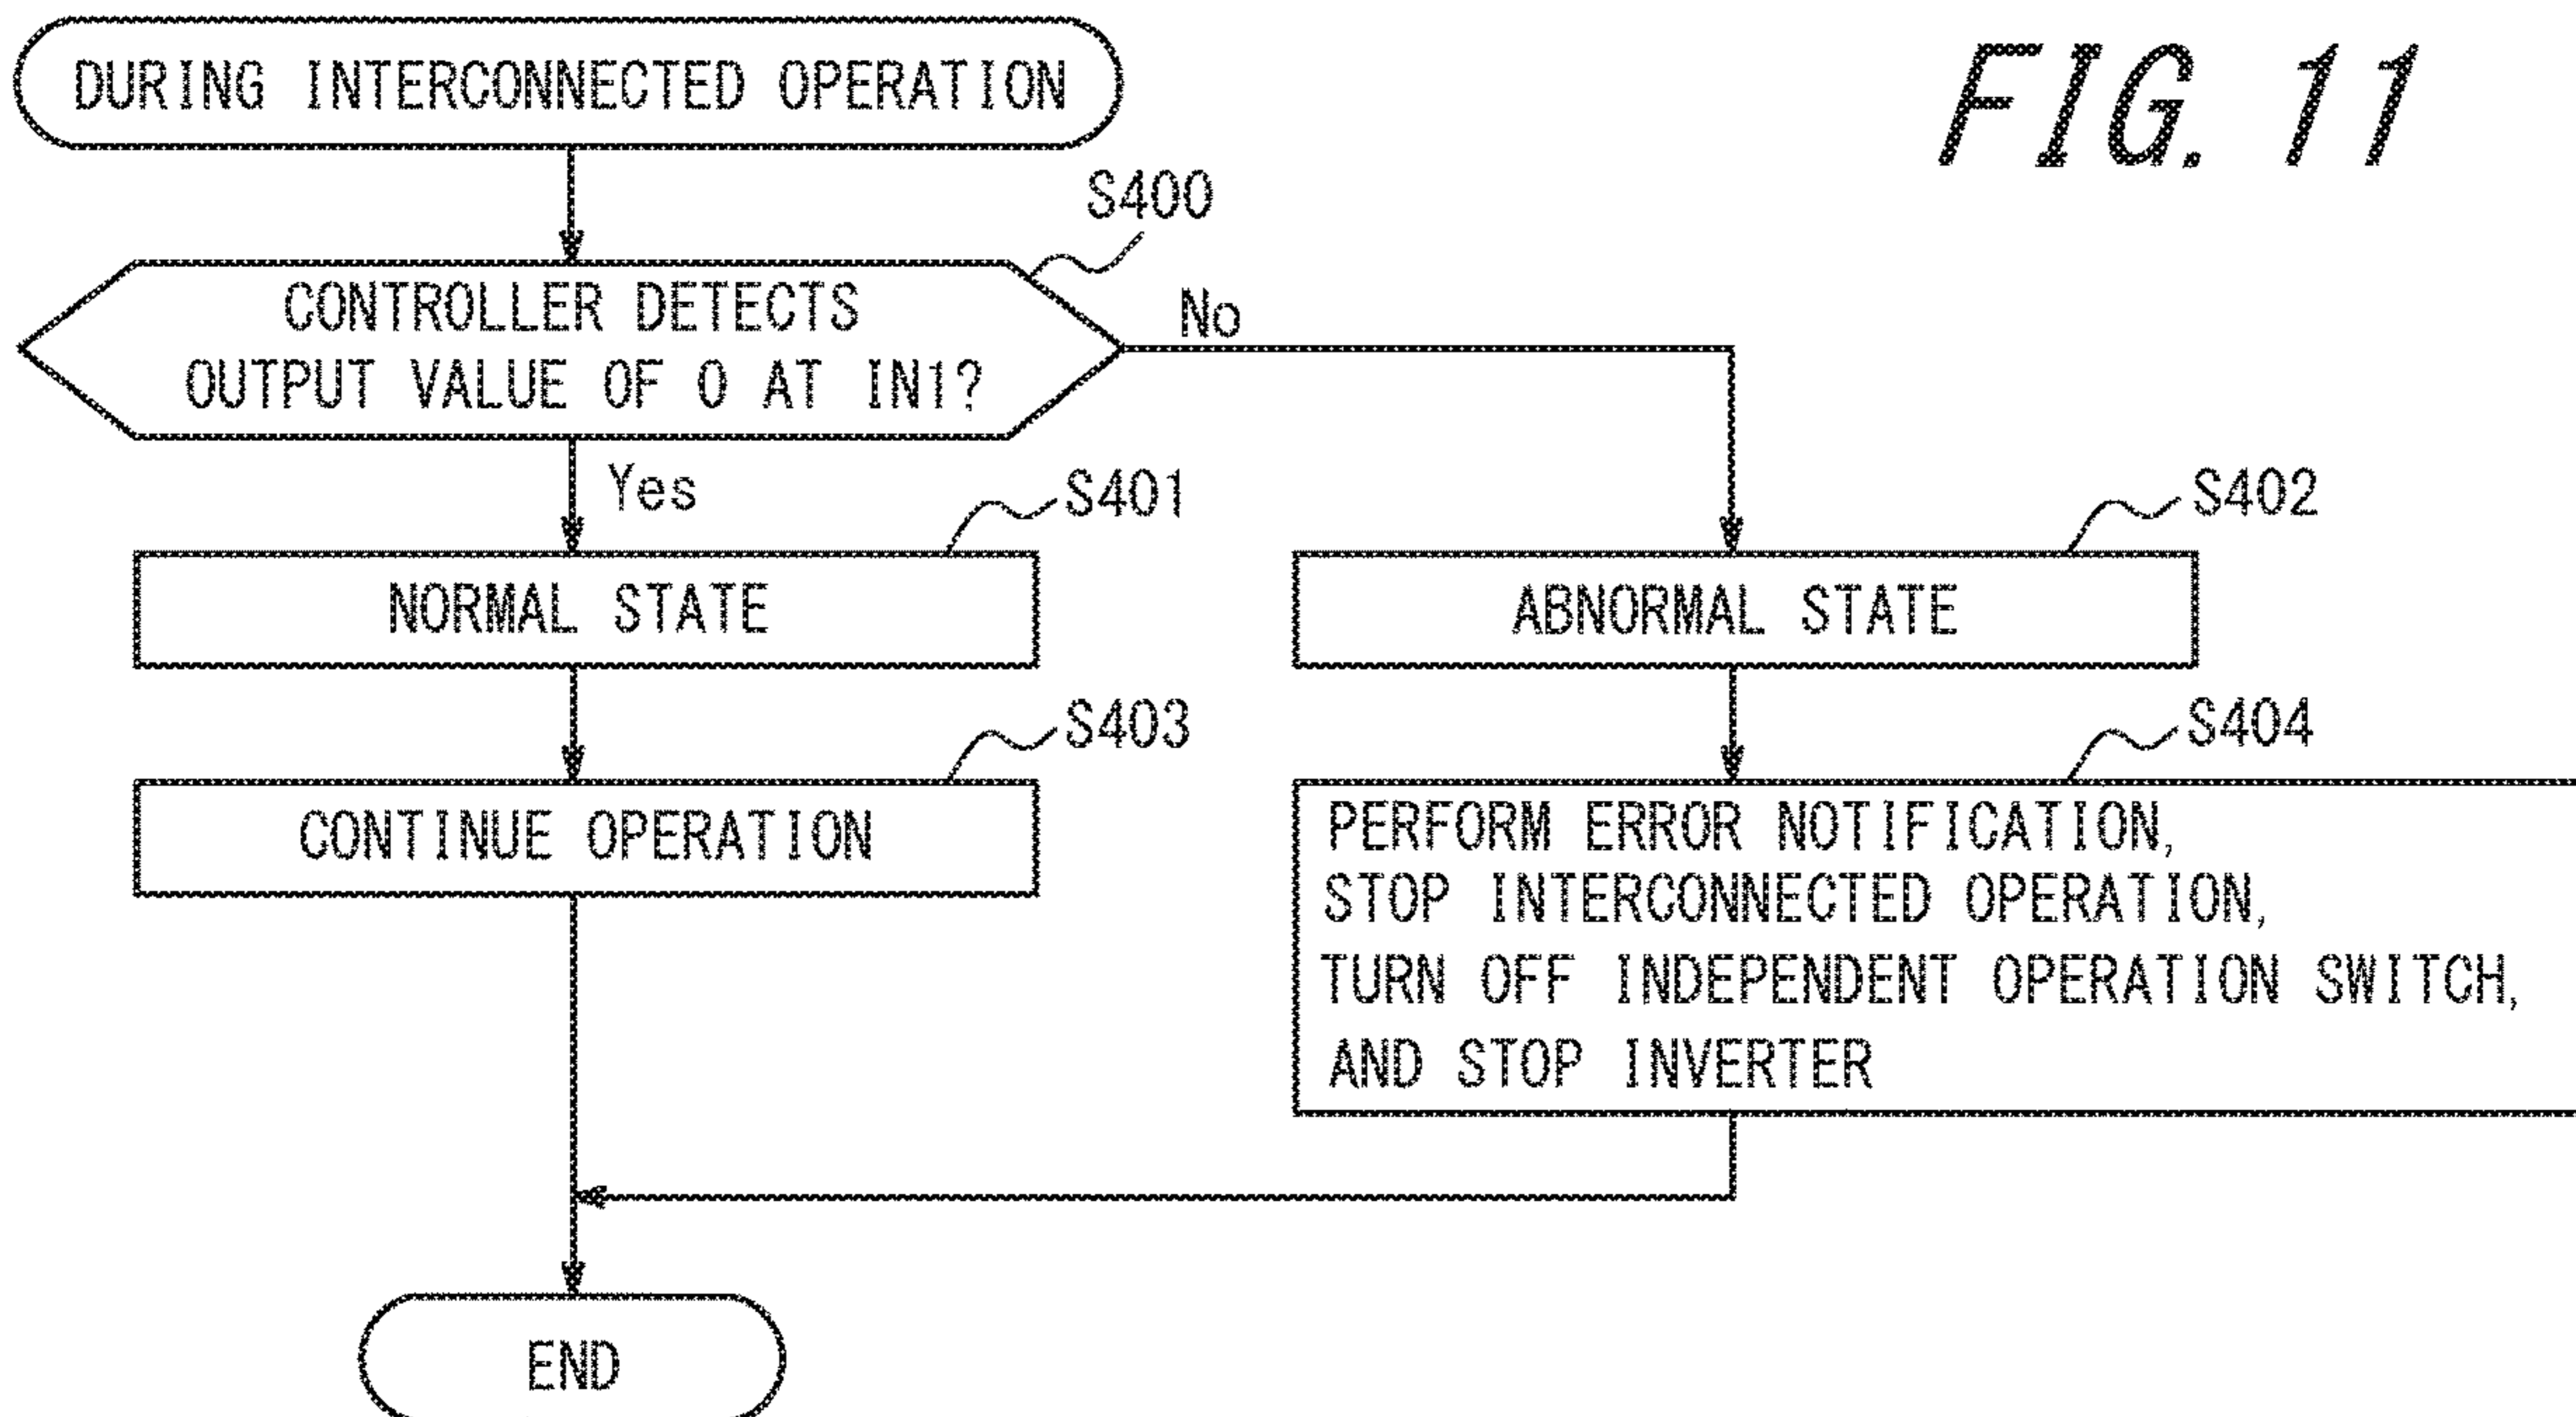 DURING INTERCONNECTED OPERATION
FIG. 11
S400
CONTROLLER DETECTS
OUTPUT VALUE OF 0 AT IN1?
No
Yes
S401
NORMAL STATE
S402
ABNORMAL STATE
S403
CONTINUE OPERATION
S404
PERFORM ERROR NOTIFICATION,
STOP INTERCONNECTED OPERATION,
TURN OFF INDEPENDENT OPERATION SWITCH,
AND STOP INVERTER
END